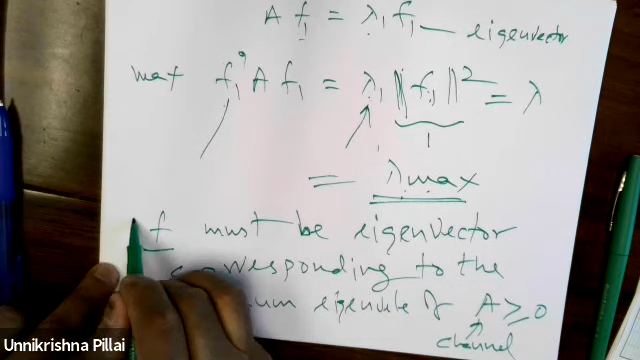 A f₁ = λ₁ f₁ — eigenvector
max f₁* A f₁ = λ₁ ||f₁||² = λ
1
= λmax
f must be eigenvector
corresponding to the
eigenvalue of A ≥ 0
channel
Unnikrishna Pillai